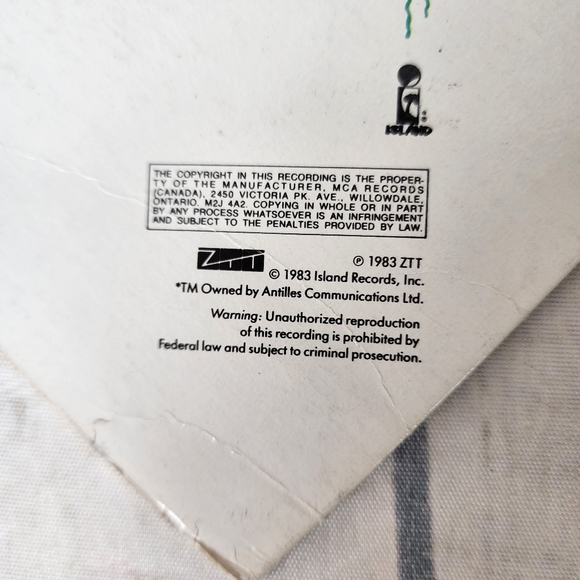 ISLAND
THE COPYRIGHT IN THIS RECORDING IS THE PROPER-
TY OF THE MANUFACTURER, MCA RECORDS
(CANADA), 2450 VICTORIA PK. AVE., WILLOWDALE,
ONTARIO. M2J 4A2. COPYING IN WHOLE OR IN PART
BY ANY PROCESS WHATSOEVER IS AN INFRINGEMENT
AND SUBJECT TO THE PENALTIES PROVIDED BY LAW.
ZTT ℗ 1983 ZTT
© 1983 Island Records, Inc.
*TM Owned by Antilles Communications Ltd.
Warning: Unauthorized reproduction
of this recording is prohibited by
Federal law and subject to criminal prosecution.